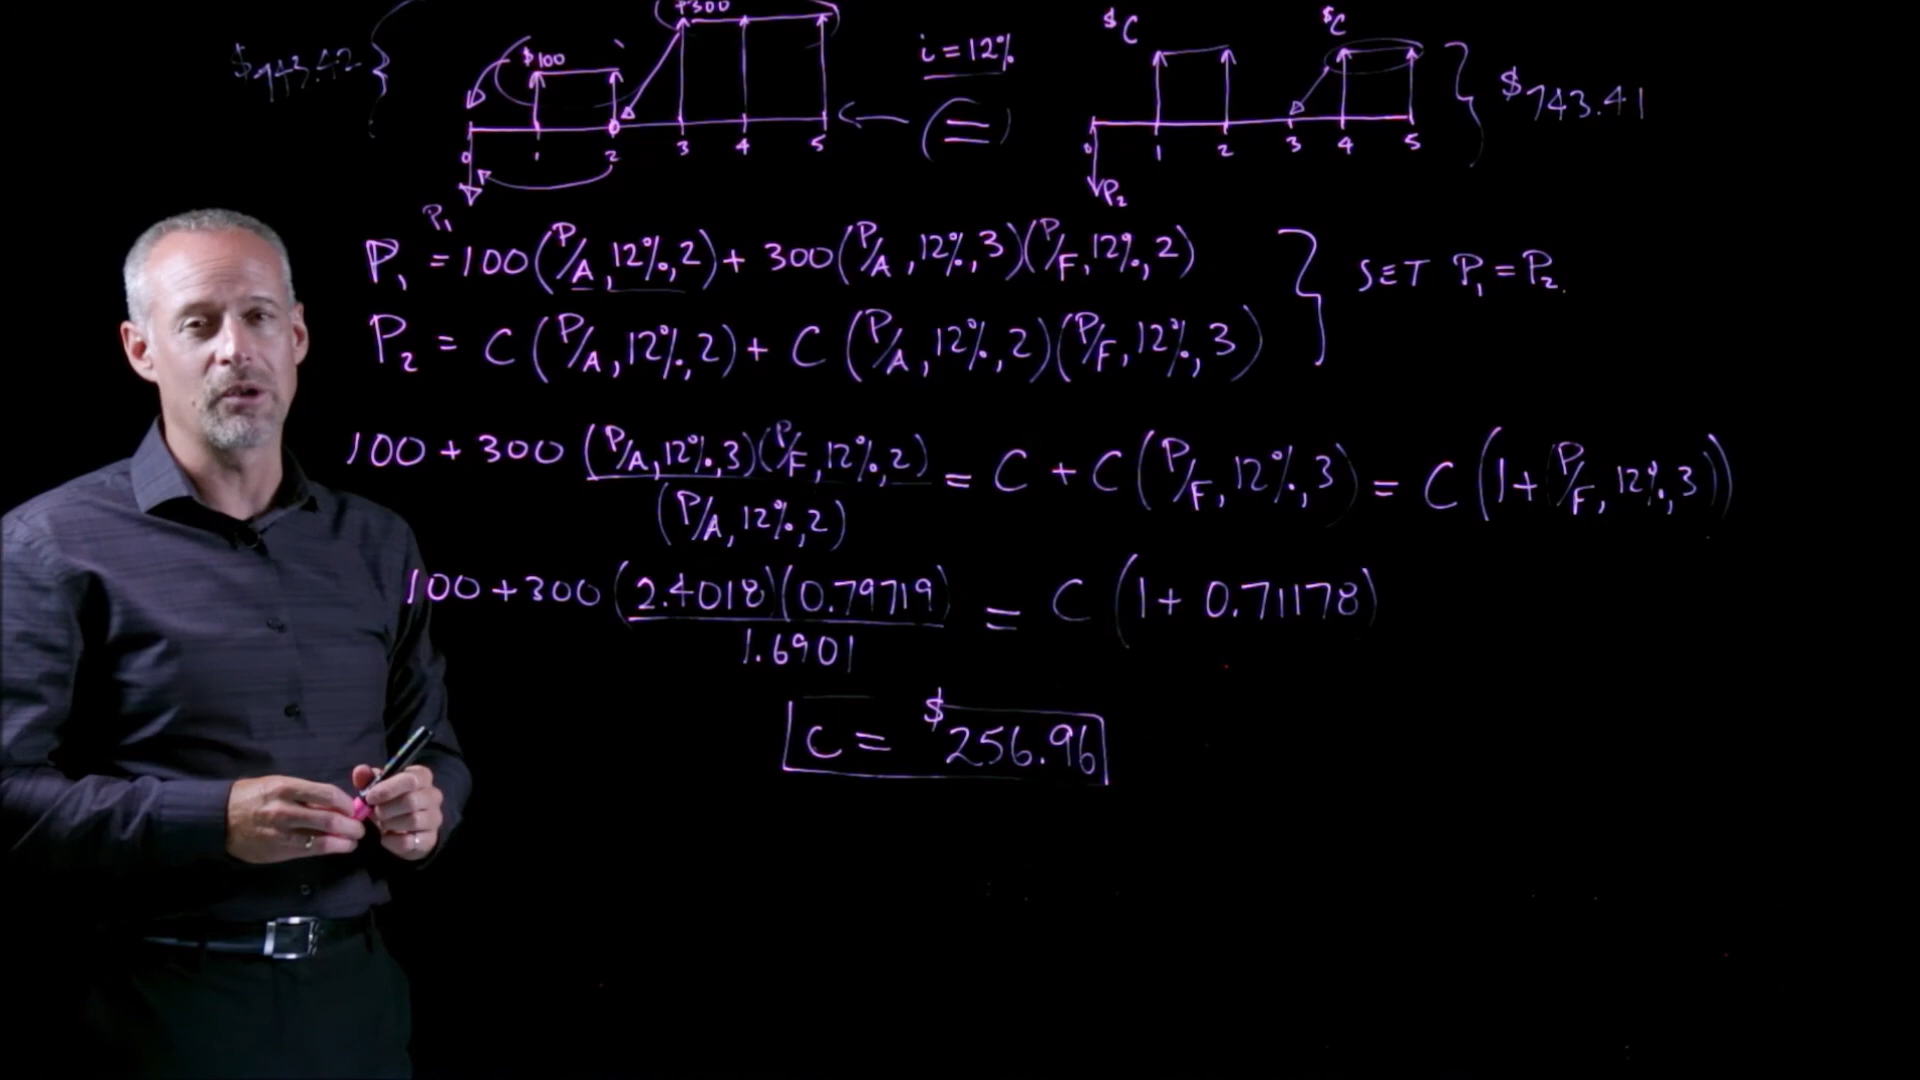 $300
$100
i = 12%
$C
$C
$743.42
(=)
$743.41
0 1 2 3 4 5
0 1 2 3 4 5
P₁
P₂
P₁ = 100(P/A, 12%, 2) + 300(P/A, 12%, 3)(P/F, 12%, 2)
SET P₁ = P₂.
P₂ = C(P/A, 12%, 2) + C(P/A, 12%, 2)(P/F, 12%, 3)
100 + 300 (P/A, 12%, 3)(P/F, 12%, 2) / (P/A, 12%, 2) = C + C(P/F, 12%, 3) = C(1 + P/F, 12%, 3))
100 + 300 (2.4018)(0.79719) / 1.6901 = C(1 + 0.71178)
C = $256.96